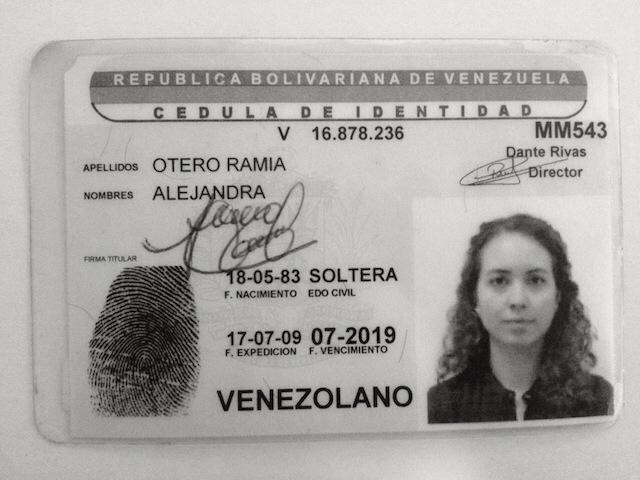 REPUBLICA BOLIVARIANA DE VENEZUELA
CEDULA DE IDENTIDAD
V 16.878.236 MM543
Dante Rivas
Director
APELLIDOS OTERO RAMIA
NOMBRES ALEJANDRA
FIRMA TITULAR
18-05-83 SOLTERA
F. NACIMIENTO EDO CIVIL
17-07-09 07-2019
F. EXPEDICION F. VENCIMIENTO
VENEZOLANO